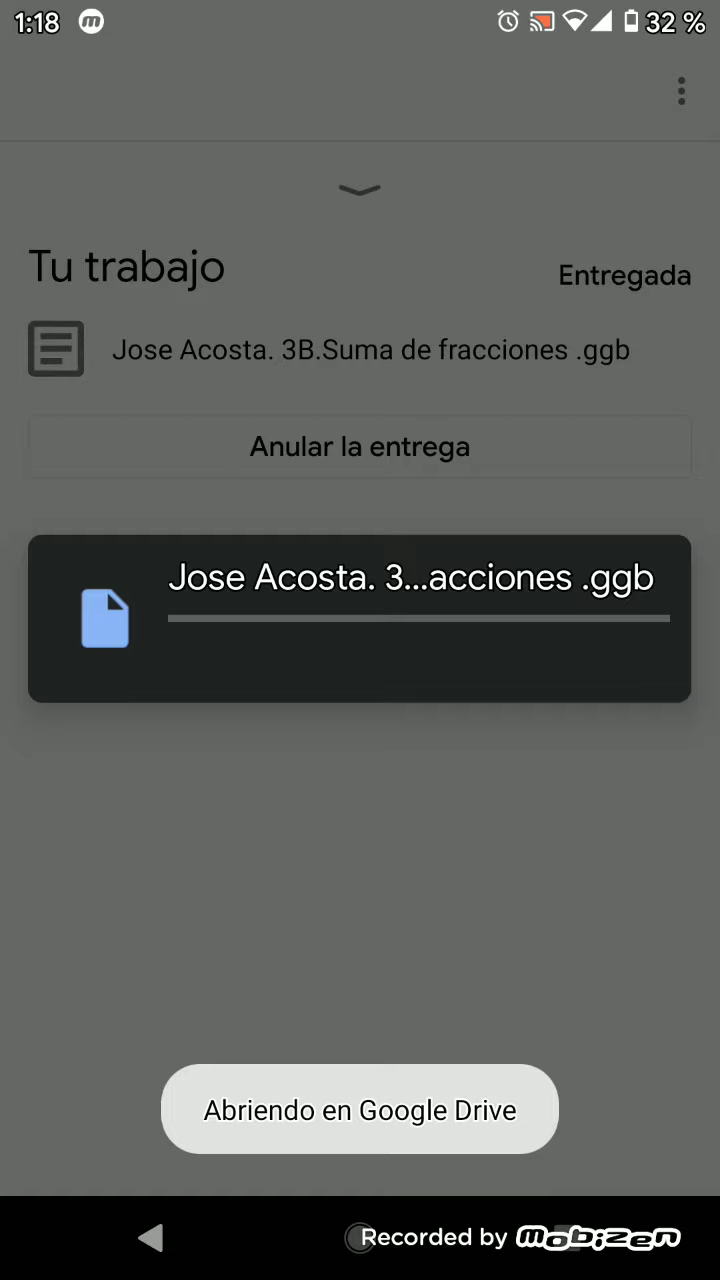 1:18 m 32 %
Tu trabajo
Entregada
Jose Acosta. 3B.Suma de fracciones .ggb
Anular la entrega
Jose Acosta. 3...acciones .ggb
Abriendo en Google Drive
Recorded by mobizen